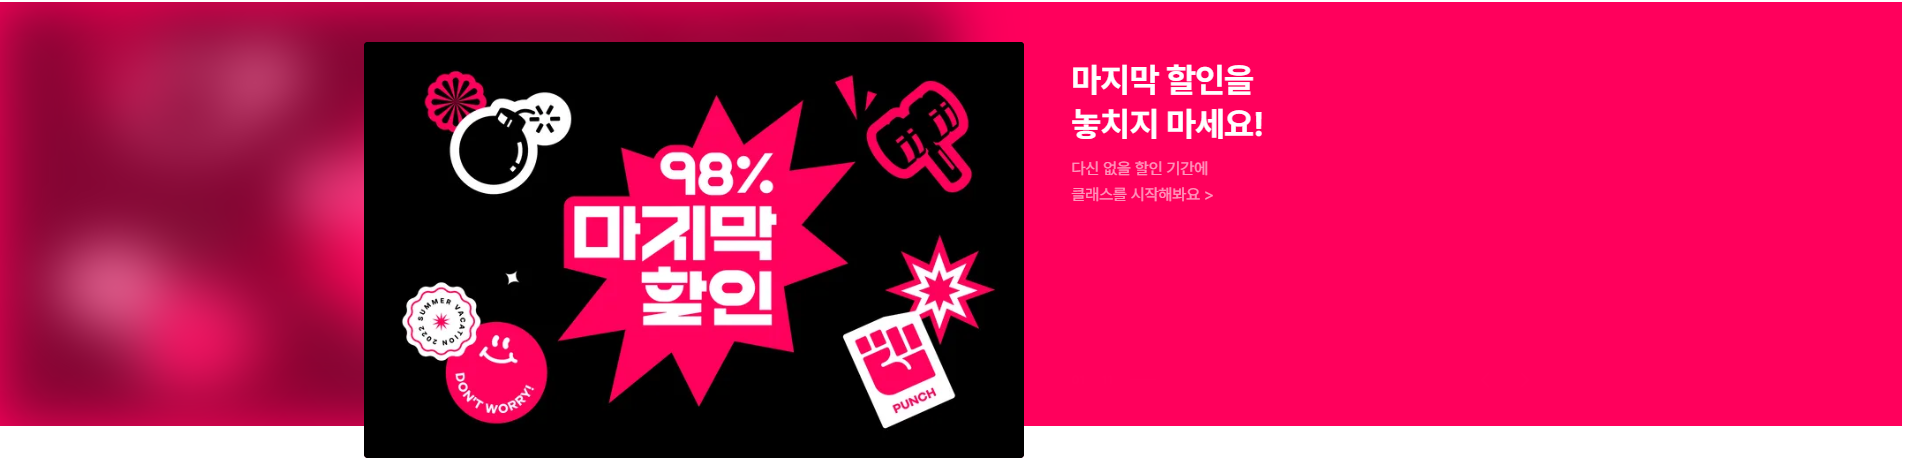 98%
마지막
할인
2022 SUMMER VACATION
DON'T WORRY!
PUNCH
마지막 할인을
놓치지 마세요!
다신 없을 할인 기간에
클래스를 시작해봐요 >